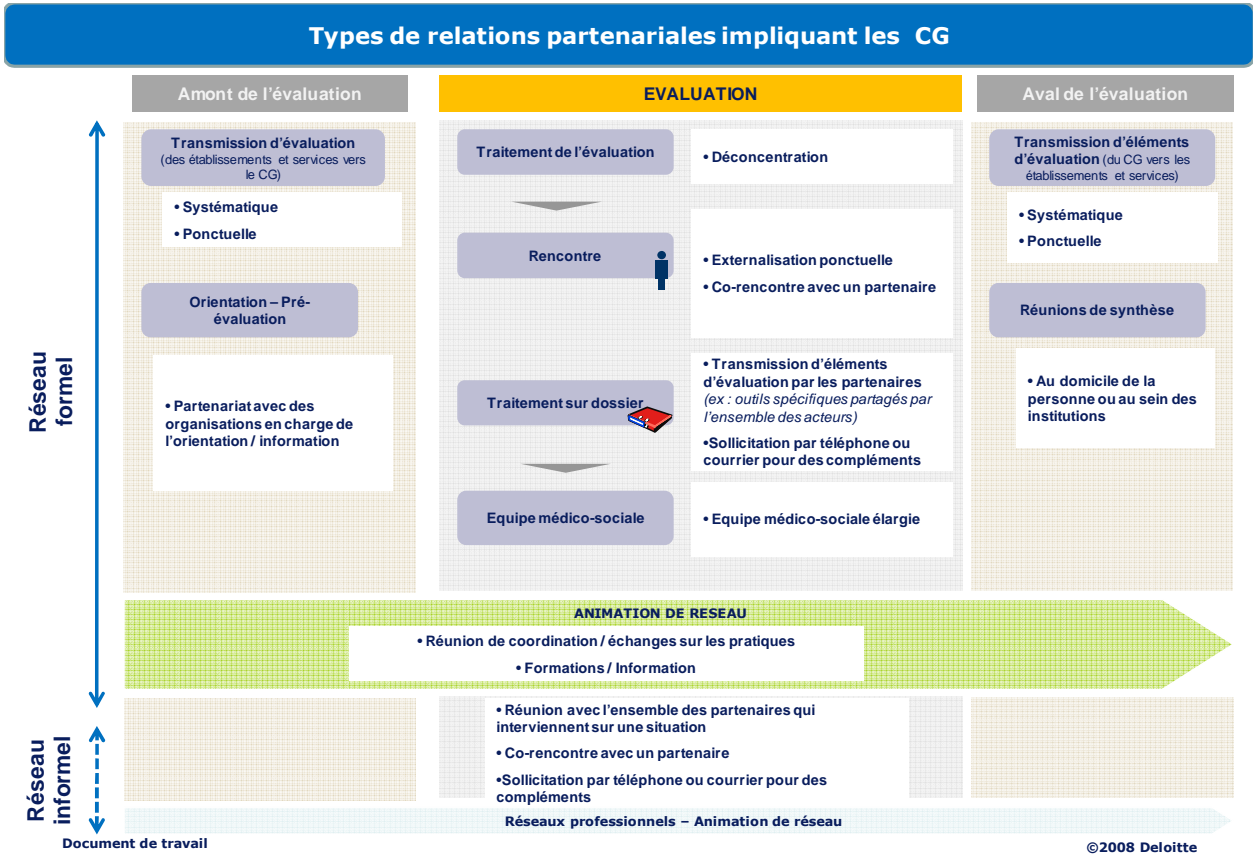 Types de relations partenariales impliquant les CG
Amont de l'évaluation
EVALUATION
Aval de l'évaluation
Réseau
formel
Transmission d'évaluation
(des établissements et services vers
le CG)
• Systématique
• Ponctuelle
Orientation – Pré-
évaluation
• Partenariat avec des
organisations en charge de
l'orientation / information
Traitement de l'évaluation
• Déconcentration
Rencontre
• Externalisation ponctuelle
• Co-rencontre avec un partenaire
Traitement sur dossier
• Transmission d'éléments
d'évaluation par les partenaires
(ex : outils spécifiques partagés par
l'ensemble des acteurs)
•Sollicitation par téléphone ou
courrier pour des compléments
Equipe médico-sociale
• Equipe médico-sociale élargie
Transmission d'éléments
d'évaluation (du CG vers les
établissements et services)
• Systématique
• Ponctuelle
Réunions de synthèse
• Au domicile de la
personne ou au sein des
institutions
ANIMATION DE RESEAU
• Réunion de coordination / échanges sur les pratiques
• Formations / Information
Réseau
informel
• Réunion avec l'ensemble des partenaires qui
interviennent sur une situation
• Co-rencontre avec un partenaire
•Sollicitation par téléphone ou courrier pour des
compléments
Réseaux professionnels – Animation de réseau
Document de travail
©2008 Deloitte